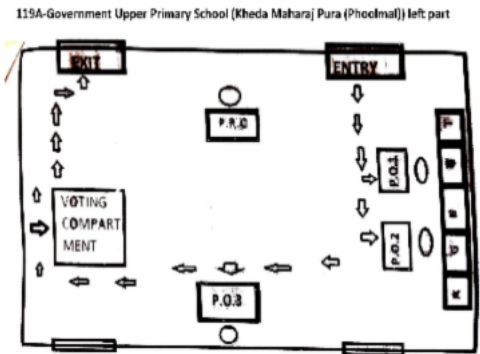 119A-Government Upper Primary School (Kheda Maharaj Pura (Phoolmal)) left part
EXIT
ENTRY
P.R.O
P.O.1
VOTING
COMPART
MENT
P.O.2
P.O.3